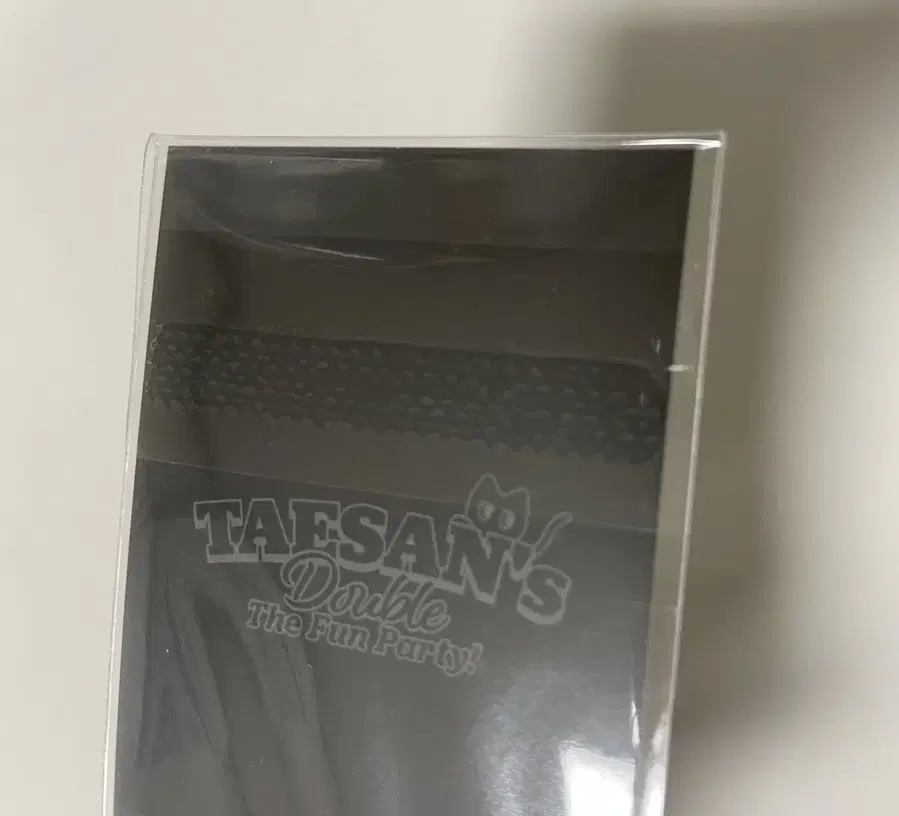 TAESAN'S
Double
The Fun Party!